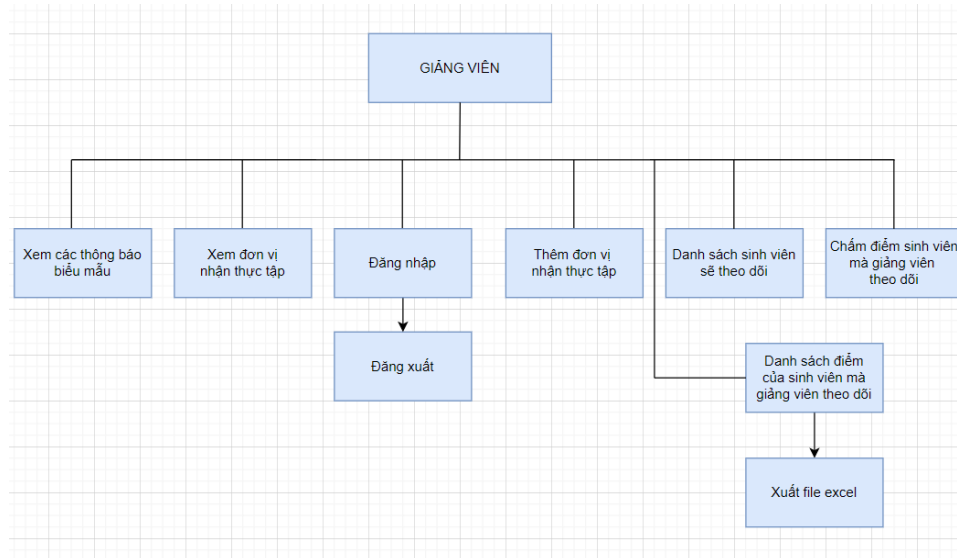 GIẢNG VIÊN
Xem các thông báo
biểu mẫu
Xem đơn vị
nhận thực tập
Đăng nhập
Thêm đơn vị
nhận thực tập
Danh sách sinh viên
sẽ theo dõi
Chấm điểm sinh viên
mà giảng viên
theo dõi
Đăng xuất
Danh sách điểm
của sinh viên mà
giảng viên theo dõi
Xuất file excel